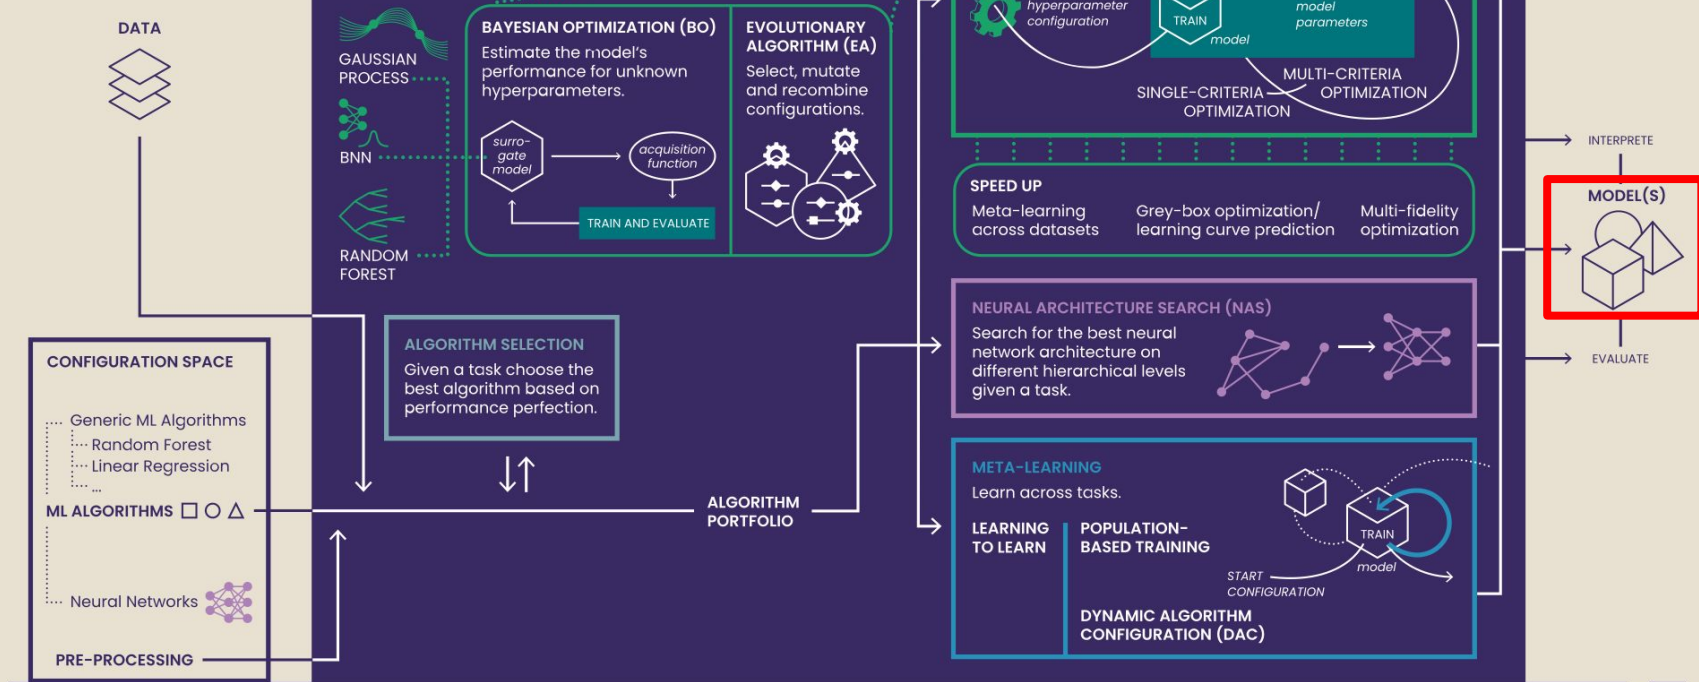 DATA
GAUSSIAN
PROCESS
BNN
RANDOM
FOREST
BAYESIAN OPTIMIZATION (BO)
Estimate the model's
performance for unknown
hyperparameters.
surro-
gate
model
acquisition
function
TRAIN AND EVALUATE
EVOLUTIONARY
ALGORITHM (EA)
Select, mutate
and recombine
configurations.
hyperparameter
configuration
TRAIN
model
model
parameters
MULTI-CRITERIA
OPTIMIZATION
SINGLE-CRITERIA
OPTIMIZATION
SPEED UP
Meta-learning
across datasets
Grey-box optimization/
learning curve prediction
Multi-fidelity
optimization
INTERPRETE
MODEL(S)
EVALUATE
CONFIGURATION SPACE
Generic ML Algorithms
Random Forest
Linear Regression
...
ML ALGORITHMS
Neural Networks
PRE-PROCESSING
ALGORITHM SELECTION
Given a task choose the
best algorithm based on
performance perfection.
ALGORITHM
PORTFOLIO
NEURAL ARCHITECTURE SEARCH (NAS)
Search for the best neural
network architecture on
different hierarchical levels
given a task.
META-LEARNING
Learn across tasks.
LEARNING
TO LEARN
POPULATION-
BASED TRAINING
TRAIN
model
START
CONFIGURATION
DYNAMIC ALGORITHM
CONFIGURATION (DAC)